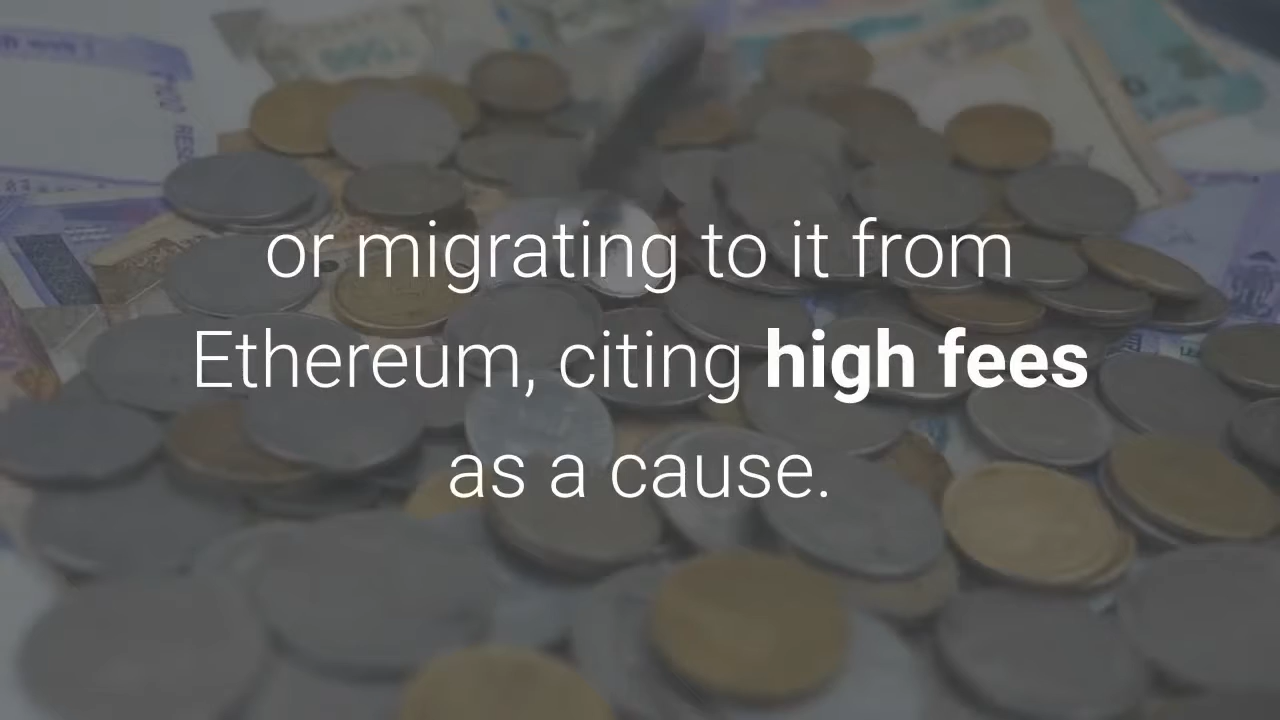 or migrating to it from
Ethereum, citing high fees
as a cause.